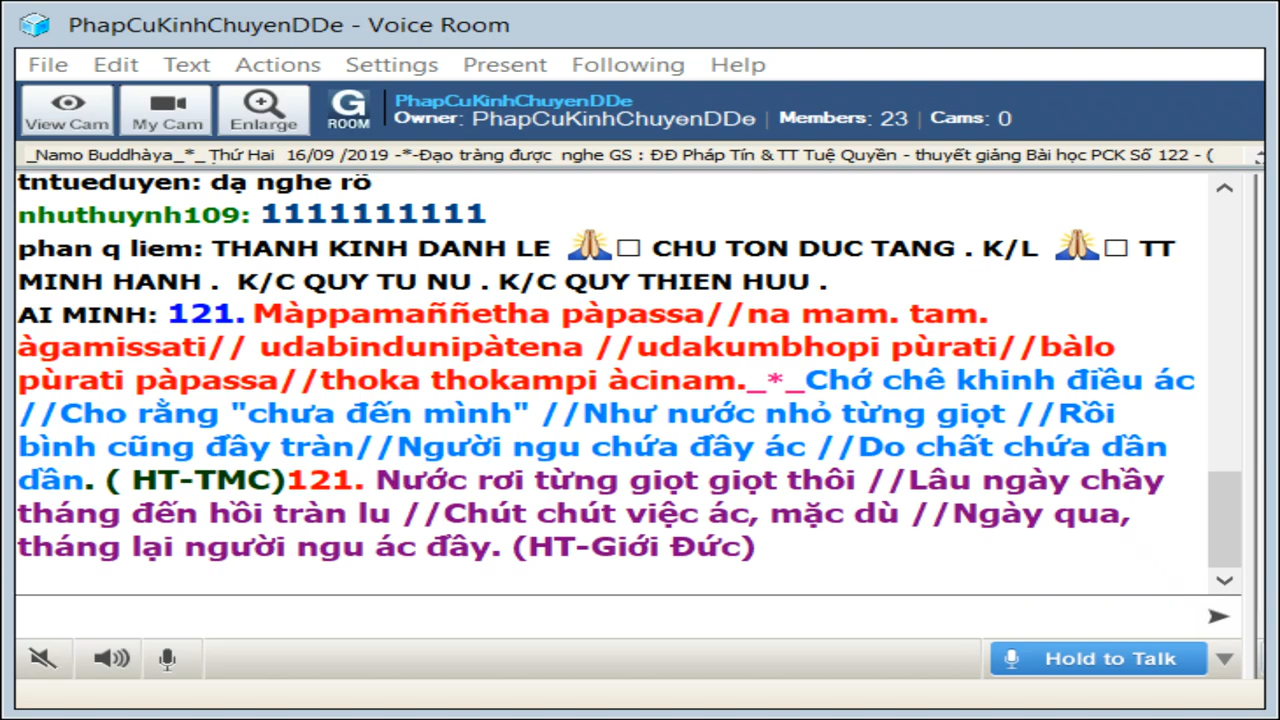 PhapCuKinhChuyenDDe - Voice Room
File Edit Text Actions Settings Present Following Help
View Cam My Cam Enlarge G ROOM
PhapCuKinhChuyenDDe
Owner: PhapCuKinhChuyenDDe | Members: 23 | Cams: 0
_Namo Buddhàya_*_ Thứ Hai 16/09 /2019 -*-Đạo tràng được nghe GS : ĐĐ Pháp Tín & TT Tuệ Quyền - thuyết giảng Bài học PCK Số 122 - (
tntueduyen: dạ nghe rõ
nhuthuynh109: 1111111111
phan q liem: THANH KINH DANH LE 🙏□ CHU TON DUC TANG . K/L 🙏□ TT
MINH HANH . K/C QUY TU NU . K/C QUY THIEN HUU .
AI MINH: 121. Màppamaññetha pàpassa//na mam. tam.
àgamissati// udabindunipàtena //udakumbhopi pùrati//bàlo
pùrati pàpassa//thoka thokampi àcinam._*_Chớ chê khinh điều ác
//Cho rằng "chưa đến mình" //Như nước nhỏ từng giọt //Rồi
bình cũng đầy tràn//Người ngu chứa đầy ác //Do chất chứa dần
dần. ( HT-TMC)121. Nước rơi từng giọt giọt thôi //Lâu ngày chầy
tháng đến hồi tràn lu //Chút chút việc ác, mặc dù //Ngày qua,
tháng lại người ngu ác đầy. (HT-Giới Đức)
Hold to Talk